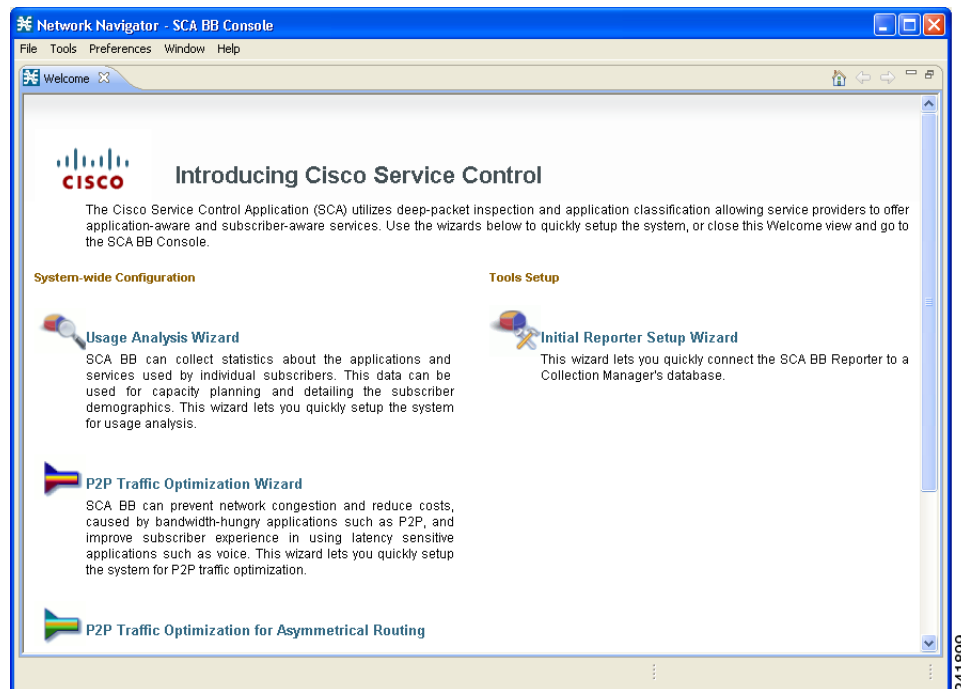 Network Navigator - SCA BB Console
File Tools Preferences Window Help
Welcome
CISCO
Introducing Cisco Service Control
The Cisco Service Control Application (SCA) utilizes deep-packet inspection and application classification allowing service providers to offer
application-aware and subscriber-aware services. Use the wizards below to quickly setup the system, or close this Welcome view and go to
the SCA BB Console.
System-wide Configuration
Usage Analysis Wizard
SCA BB can collect statistics about the applications and
services used by individual subscribers. This data can be
used for capacity planning and detailing the subscriber
demographics. This wizard lets you quickly setup the system
for usage analysis.
P2P Traffic Optimization Wizard
SCA BB can prevent network congestion and reduce costs,
caused by bandwidth-hungry applications such as P2P, and
improve subscriber experience in using latency sensitive
applications such as voice. This wizard lets you quickly setup
the system for P2P traffic optimization.
P2P Traffic Optimization for Asymmetrical Routing
Tools Setup
Initial Reporter Setup Wizard
This wizard lets you quickly connect the SCA BB Reporter to a
Collection Manager's database.
241899